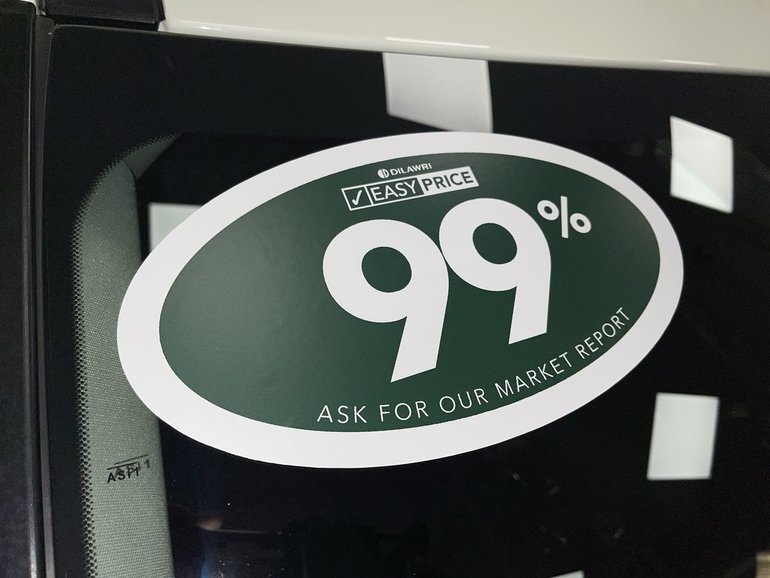 DILAWRI
EASY PRICE
99%
ASK FOR OUR MARKET REPORT